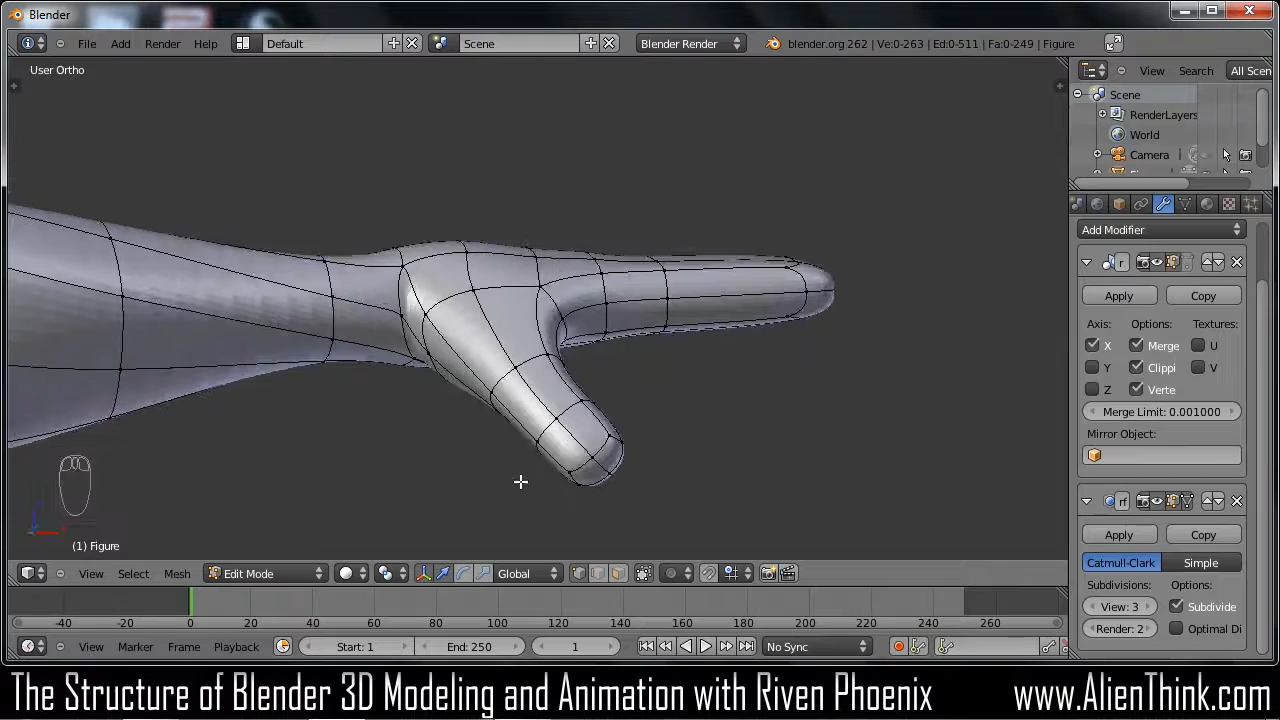 Blender
File Add Render Help Default Scene Blender Render blender.org 262 | Ve:0-263 | Ed:0-511 | Fa:0-249 | Figure
User Ortho
View Search All Scen
Scene
RenderLayers
World
Camera
Add Modifier
Apply Copy
Axis: Options: Textures:
X Merge U
Y Clippi V
Z Verte
Merge Limit: 0.001000
Mirror Object:
rf
Apply Copy
Catmull-Clark Simple
Subdivisions: Options:
View: 3 Subdivide
Render: 2 Optimal Di
(1) Figure
View Select Mesh Edit Mode Global
-40 -20 0 20 40 60 80 100 120 140 160 180 200 220 240 260
View Marker Frame Playback Start: 1 End: 250 1 No Sync
The Structure of Blender 3D Modeling and Animation with Riven Phoenix www.AlienThink.com